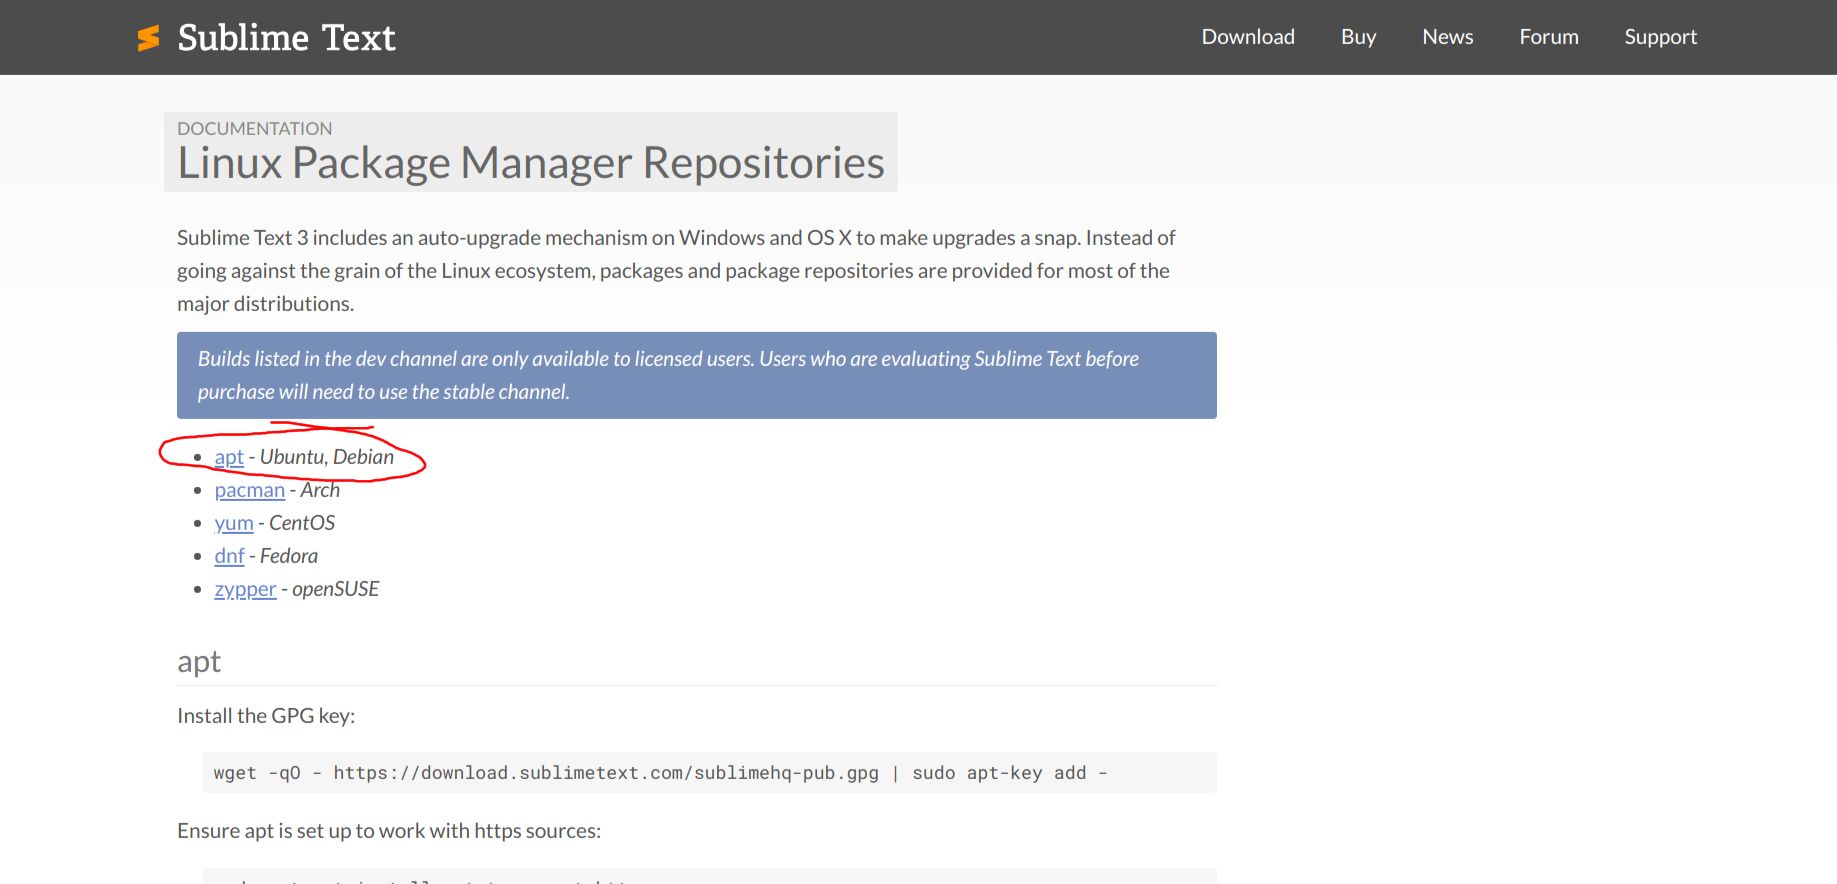 Sublime Text
Download Buy News Forum Support
DOCUMENTATION
Linux Package Manager Repositories
Sublime Text 3 includes an auto-upgrade mechanism on Windows and OS X to make upgrades a snap. Instead of
going against the grain of the Linux ecosystem, packages and package repositories are provided for most of the
major distributions.
Builds listed in the dev channel are only available to licensed users. Users who are evaluating Sublime Text before
purchase will need to use the stable channel.
• apt - Ubuntu, Debian
• pacman - Arch
• yum - CentOS
• dnf - Fedora
• zypper - openSUSE
apt
Install the GPG key:
wget -qO - https://download.sublimetext.com/sublimehq-pub.gpg | sudo apt-key add -
Ensure apt is set up to work with https sources: